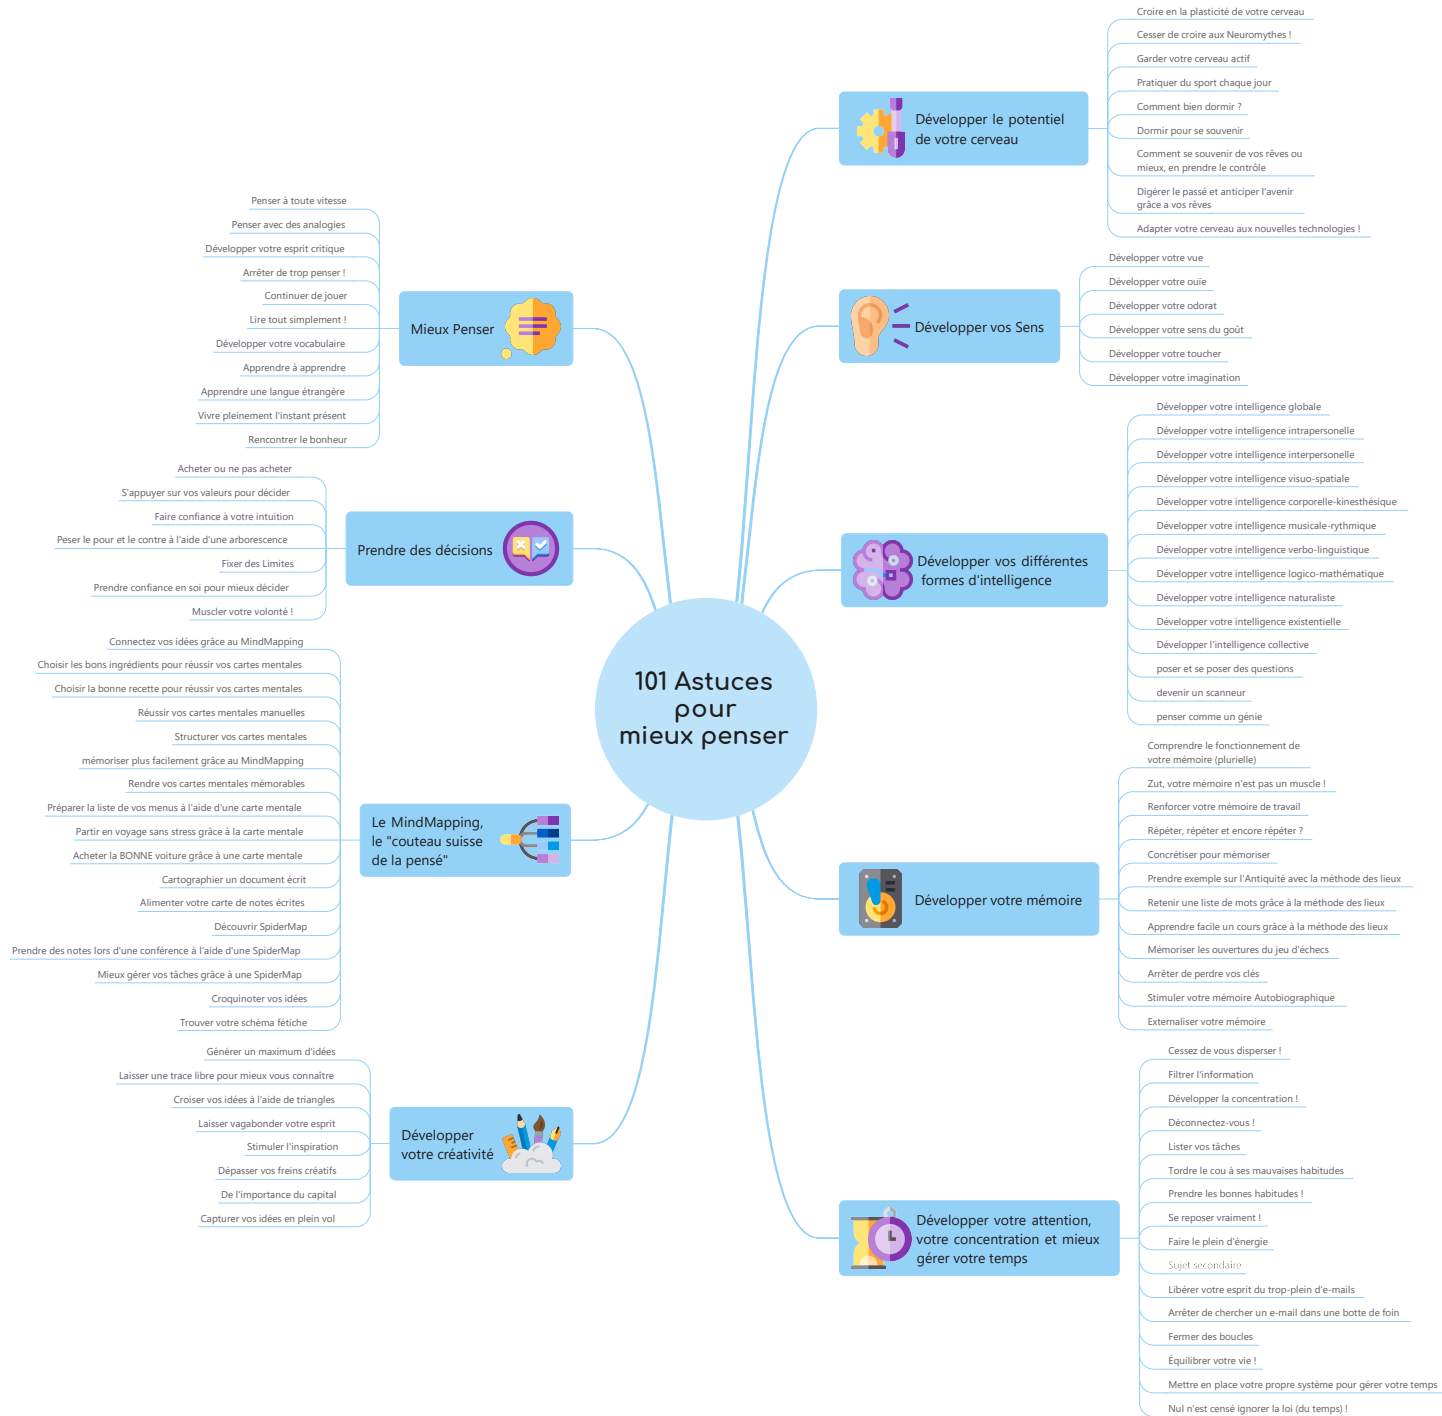 101 Astuces
pour
mieux penser
Développer le potentiel
de votre cerveau
Croire en la plasticité de votre cerveau
Cesser de croire aux Neuromythes !
Garder votre cerveau actif
Pratiquer du sport chaque jour
Comment bien dormir ?
Dormir pour se souvenir
Comment se souvenir de vos rêves ou
mieux, en prendre le contrôle
Digérer le passé et anticiper l'avenir
grâce a vos rêves
Adapter votre cerveau aux nouvelles technologies !
Développer vos Sens
Développer votre vue
Développer votre ouïe
Développer votre odorat
Développer votre sens du goût
Développer votre toucher
Développer votre imagination
Développer vos différentes
formes d'intelligence
Développer votre intelligence globale
Développer votre intelligence intrapersonelle
Développer votre intelligence interpersonelle
Développer votre intelligence visuo-spatiale
Développer votre intelligence corporelle-kinesthésique
Développer votre intelligence musicale-rythmique
Développer votre intelligence verbo-linguistique
Développer votre intelligence logico-mathématique
Développer votre intelligence naturaliste
Développer votre intelligence existentielle
Développer l'intelligence collective
poser et se poser des questions
devenir un scanneur
penser comme un génie
Développer votre mémoire
Comprendre le fonctionnement de
votre mémoire (plurielle)
Zut, votre mémoire n'est pas un muscle !
Renforcer votre mémoire de travail
Répéter, répéter et encore répéter ?
Concrétiser pour mémoriser
Prendre exemple sur l'Antiquité avec la méthode des lieux
Retenir une liste de mots grâce à la méthode des lieux
Apprendre facile un cours grâce à la méthode des lieux
Mémoriser les ouvertures du jeu d'échecs
Arrêter de perdre vos clés
Stimuler votre mémoire Autobiographique
Externaliser votre mémoire
Développer votre attention,
votre concentration et mieux
gérer votre temps
Cessez de vous disperser !
Filtrer l'information
Développer la concentration !
Déconnectez-vous !
Lister vos tâches
Tordre le cou à ses mauvaises habitudes
Prendre les bonnes habitudes !
Se reposer vraiment !
Faire le plein d'énergie
Sujet secondaire
Libérer votre esprit du trop-plein d'e-mails
Arrêter de chercher un e-mail dans une botte de foin
Fermer des boucles
Équilibrer votre vie !
Mettre en place votre propre système pour gérer votre temps
Nul n'est censé ignorer la loi (du temps) !
Mieux Penser
Penser à toute vitesse
Penser avec des analogies
Développer votre esprit critique
Arrêter de trop penser !
Continuer de jouer
Lire tout simplement !
Développer votre vocabulaire
Apprendre à apprendre
Apprendre une langue étrangère
Vivre pleinement l'instant présent
Rencontrer le bonheur
Prendre des décisions
Acheter ou ne pas acheter
S'appuyer sur vos valeurs pour décider
Faire confiance à votre intuition
Peser le pour et le contre à l'aide d'une arborescence
Fixer des Limites
Prendre confiance en soi pour mieux décider
Muscler votre volonté !
Le MindMapping,
le "couteau suisse
de la pensé"
Connectez vos idées grâce au MindMapping
Choisir les bons ingrédients pour réussir vos cartes mentales
Choisir la bonne recette pour réussir vos cartes mentales
Réussir vos cartes mentales manuelles
Structurer vos cartes mentales
mémoriser plus facilement grâce au MindMapping
Rendre vos cartes mentales mémorables
Préparer la liste de vos menus à l'aide d'une carte mentale
Partir en voyage sans stress grâce à la carte mentale
Acheter la BONNE voiture grâce à une carte mentale
Cartographier un document écrit
Alimenter votre carte de notes écrites
Découvrir SpiderMap
Prendre des notes lors d'une conférence à l'aide d'une SpiderMap
Mieux gérer vos tâches grâce à une SpiderMap
Croquinoter vos idées
Trouver votre schéma fétiche
Développer
votre créativité
Générer un maximum d'idées
Laisser une trace libre pour mieux vous connaître
Croiser vos idées à l'aide de triangles
Laisser vagabonder votre esprit
Stimuler l'inspiration
Dépasser vos freins créatifs
De l'importance du capital
Capturer vos idées en plein vol